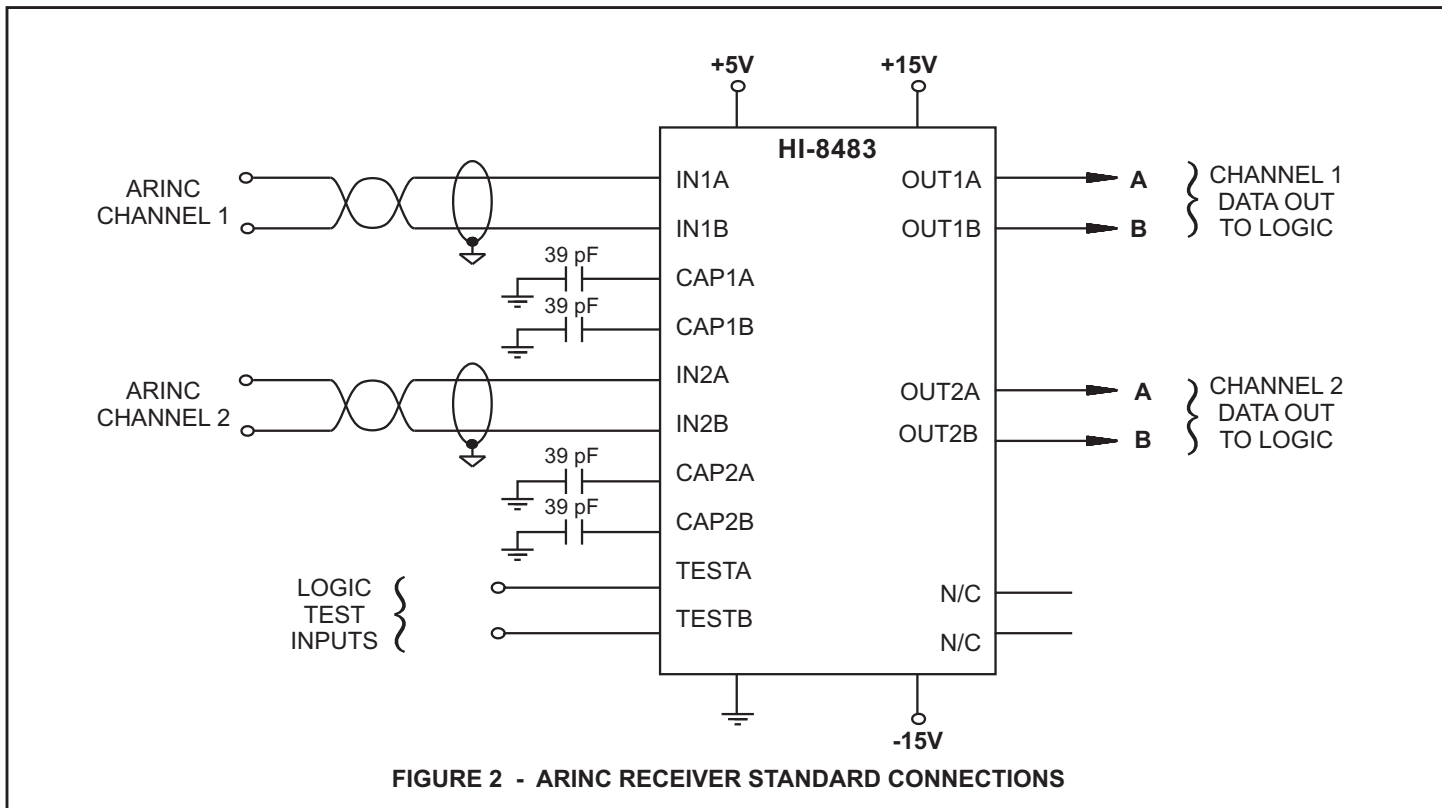 +5V
+15V
HI-8483
ARINC
CHANNEL 1
IN1A
IN1B
39 pF
CAP1A
39 pF
CAP1B
ARINC
CHANNEL 2
IN2A
IN2B
39 pF
CAP2A
39 pF
CAP2B
LOGIC
TEST
INPUTS
TESTA
TESTB
OUT1A
A
OUT1B
B
CHANNEL 1
DATA OUT
TO LOGIC
OUT2A
A
OUT2B
B
CHANNEL 2
DATA OUT
TO LOGIC
N/C
N/C
-15V
FIGURE 2 - ARINC RECEIVER STANDARD CONNECTIONS